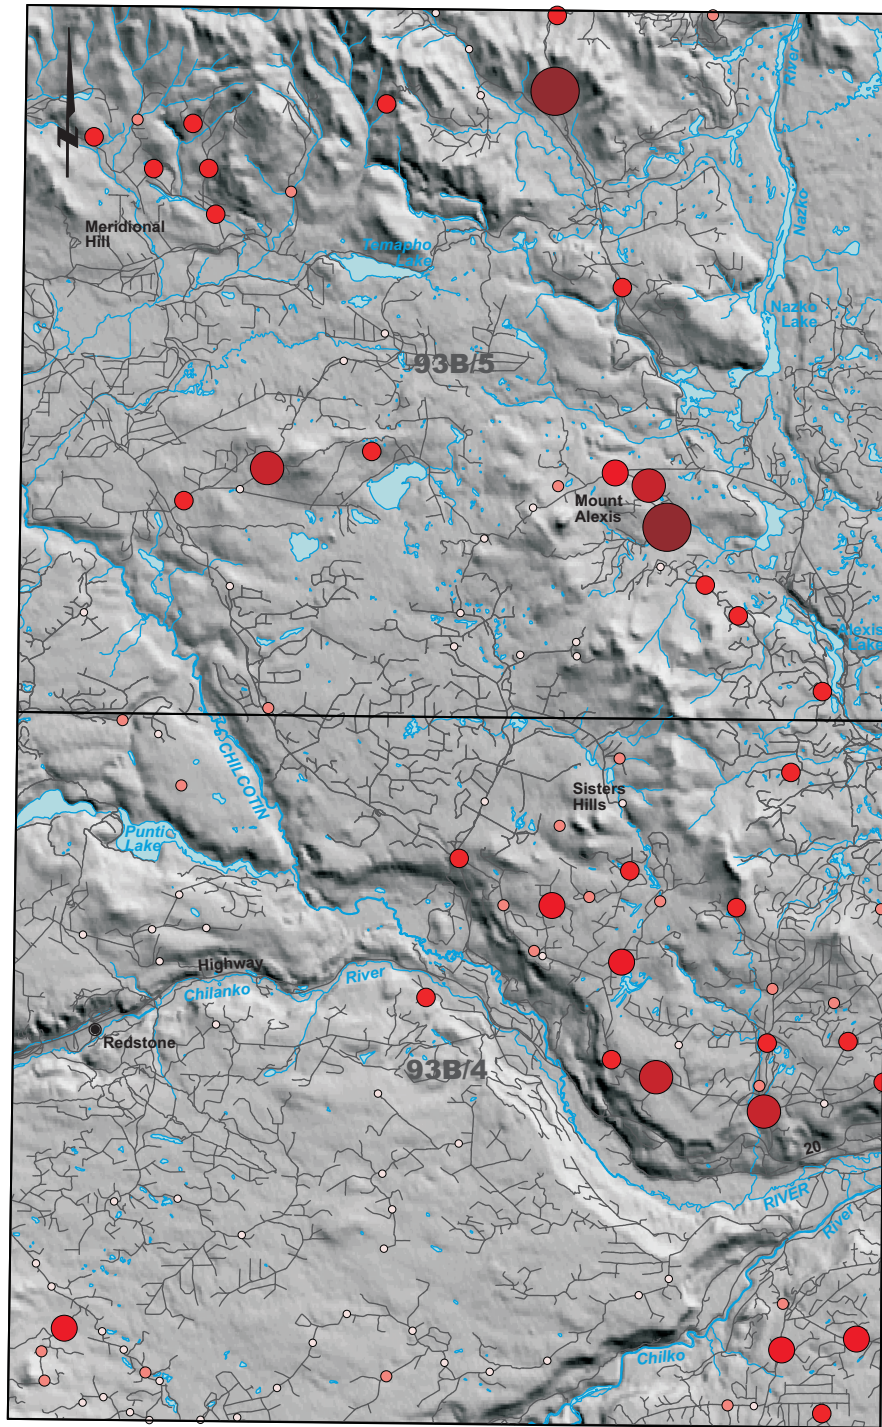 River
Nazko
Meridional
Hill
Temapho
Lake
Nazko
Lake
93B/5
Mount
Alexis
Alexis
Lake
CHILCOTIN
Sisters
Hills
Puntic
Lake
Highway
River
Chilanko
Redstone
93B/4
20
RIVER
River
Chilko